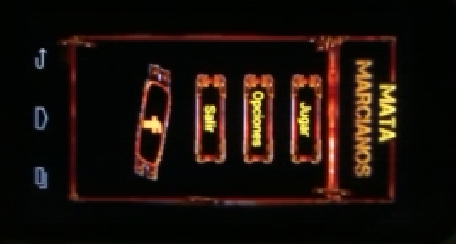 MATA
MARCIANOS
Jugar
Opciones
Salir
f